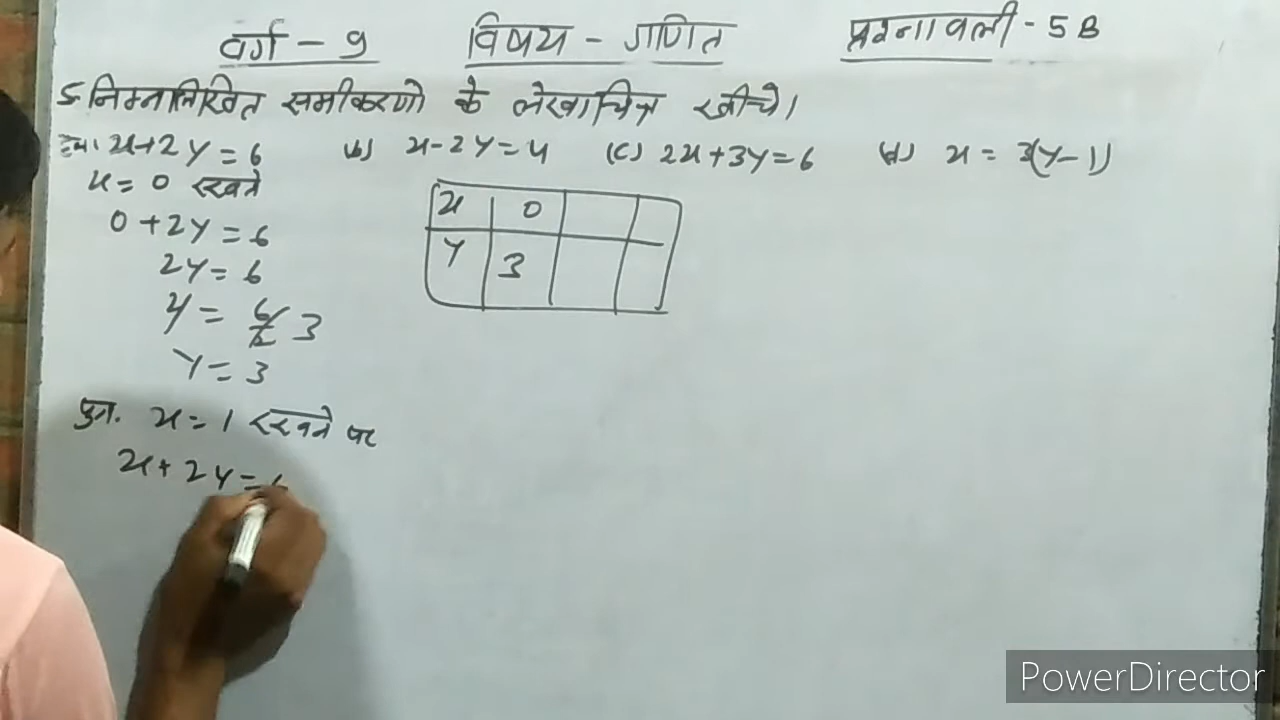 वर्ग - 9 विषय - गणित प्रश्नावली - 5B
5. निम्नलिखित समीकरणो के लेखाचित्र खींचे।
हल। x+2y=6 (b) x-2y=4 (c) 2x+3y=6 (d) x = 3(y-1)
x = 0 रखने
0+2y=6
2y=6
y = 6/2 3
y = 3
x 0
y 3
पुन. x=1 रखने पर
x+2y=6
PowerDirector